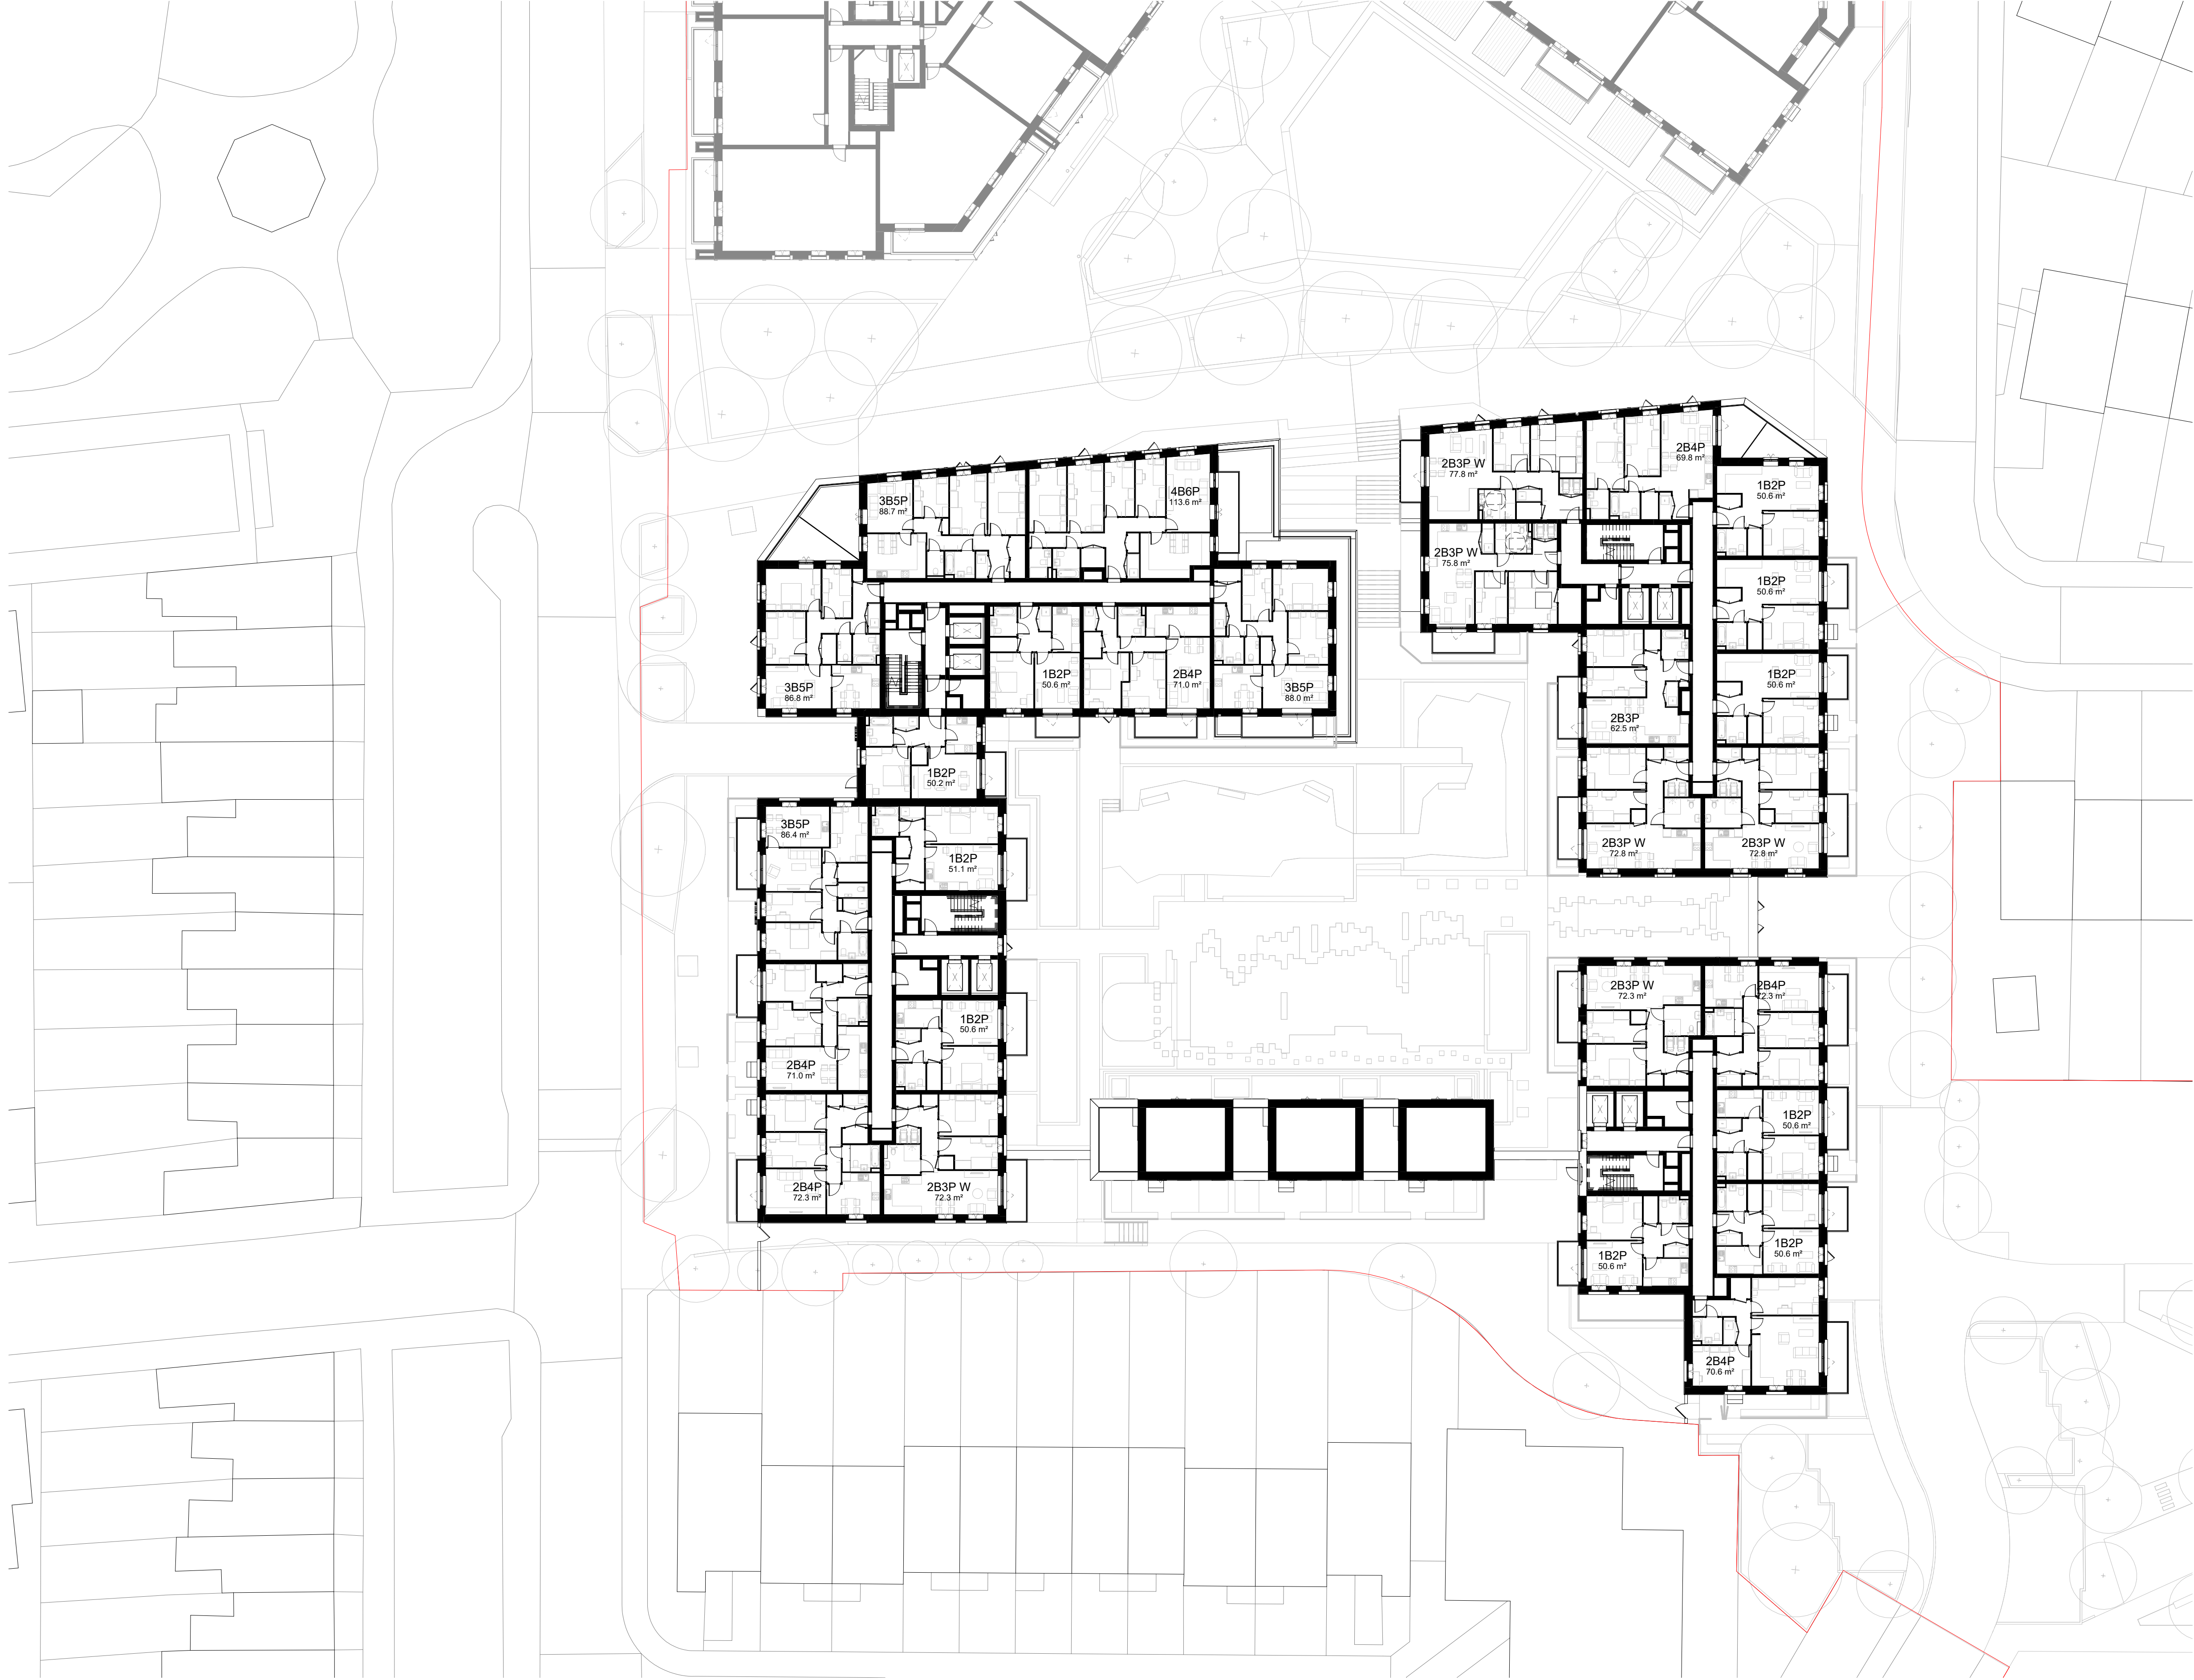 2B4P
69.8 m²
2B3P W
77.8 m²
1B2P
50.6 m²
3B5P
88.7 m²
4B6P
113.6 m²
2B3P W
75.8 m²
1B2P
50.6 m²
3B5P
86.8 m²
1B2P
50.6 m²
2B4P
71.0 m²
3B5P
88.0 m²
1B2P
50.6 m²
2B3P
62.5 m²
1B2P
50.2 m²
3B5P
86.4 m²
1B2P
51.1 m²
2B3P W
72.8 m²
2B3P W
72.8 m²
2B3P W
72.3 m²
2B4P
72.3 m²
1B2P
50.6 m²
2B4P
71.0 m²
1B2P
50.6 m²
2B4P
72.3 m²
2B3P W
72.3 m²
1B2P
50.6 m²
1B2P
50.6 m²
2B4P
70.6 m²